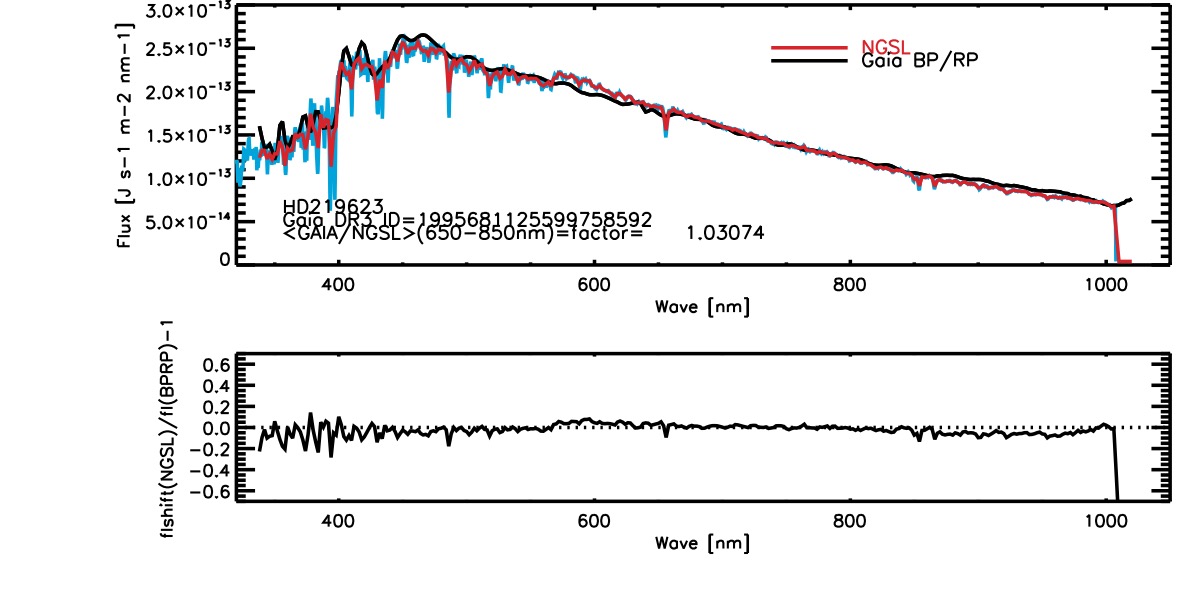 3.0×10−13
2.5×10−13
2.0×10−13
1.5×10−13
1.0×10−13
5.0×10−14
0
Flux [J s−1 m−2 nm−1]
NGSL
Gaia BP/RP
HD219623
Gaia DR3 ID=1995681125599758592
<GAIA/NGSL>(650−850nm)=factor= 1.03074
400 600 800 1000
Wave [nm]
flshift(NGSL)/fl(BPRP)−1
0.6
0.4
0.2
0.0
−0.2
−0.4
−0.6
400 600 800 1000
Wave [nm]